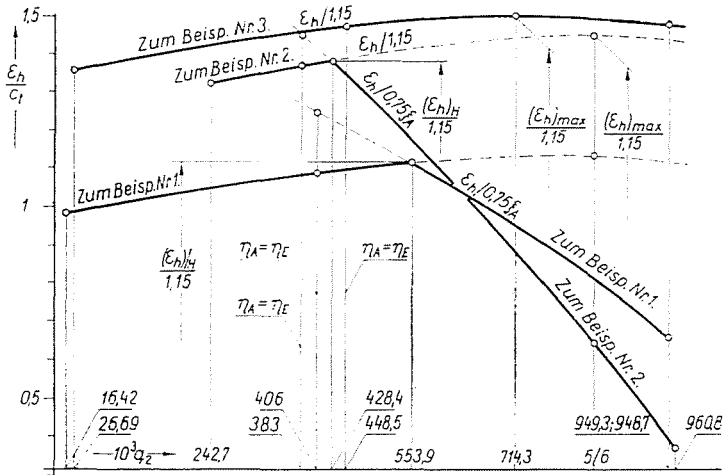 1,5
ε_h/1,15
Zum Beisp. Nr. 3.
ε_h/1,15
Zum Beisp. Nr. 2.
ε_h
c_t
ε_h/0,75ξ_A
(ε_h)_H
1,15
(ε_h)max
1,15
(ε_h)max
1,15
Zum Beisp. Nr. 1.
1
ε_h/0,75ξ_A
(ε_h)'_H
1,15
η_A=η_E
η_A=η_E
η_A=η_E
Zum Beisp. Nr. 1.
Zum Beisp. Nr. 2.
0,5
16,42
406
428,4
26,69
383
448,5
949,3; 948,7
960,8
10³q₂
242,7
553,9
714,3
5/6